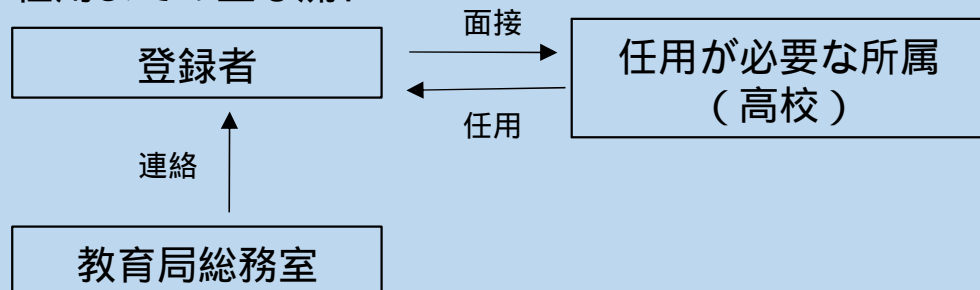 面接
登録者
任用が必要な所属
（高校）
任用
連絡
教育局総務室